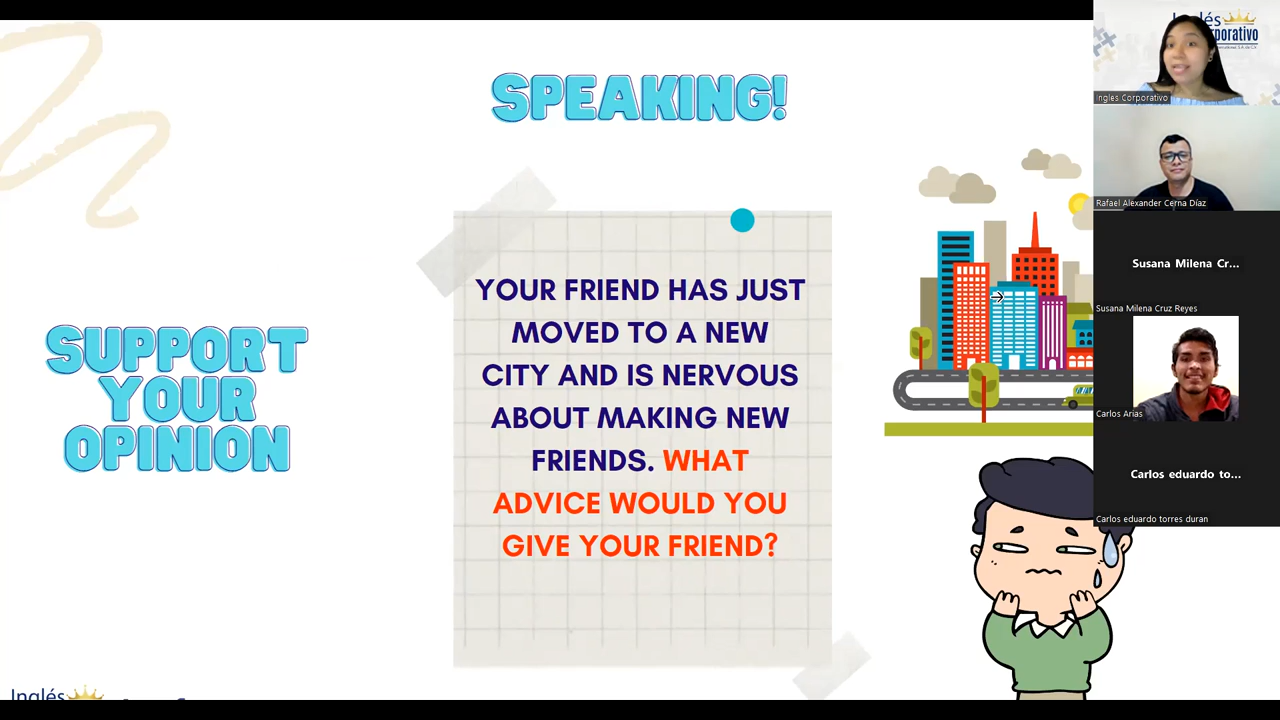 SPEAKING!
SUPPORT
YOUR
OPINION
YOUR FRIEND HAS JUST
MOVED TO A NEW
CITY AND IS NERVOUS
ABOUT MAKING NEW
FRIENDS. WHAT
ADVICE WOULD YOU
GIVE YOUR FRIEND?
Inglés
Ingles Corporativo
Rafael Alexander Cerna Díaz
Susana Milena Cr...
Susana Milena Cruz Reyes
Carlos Arias
Carlos eduardo to...
Carlos eduardo torres duran
Inglés